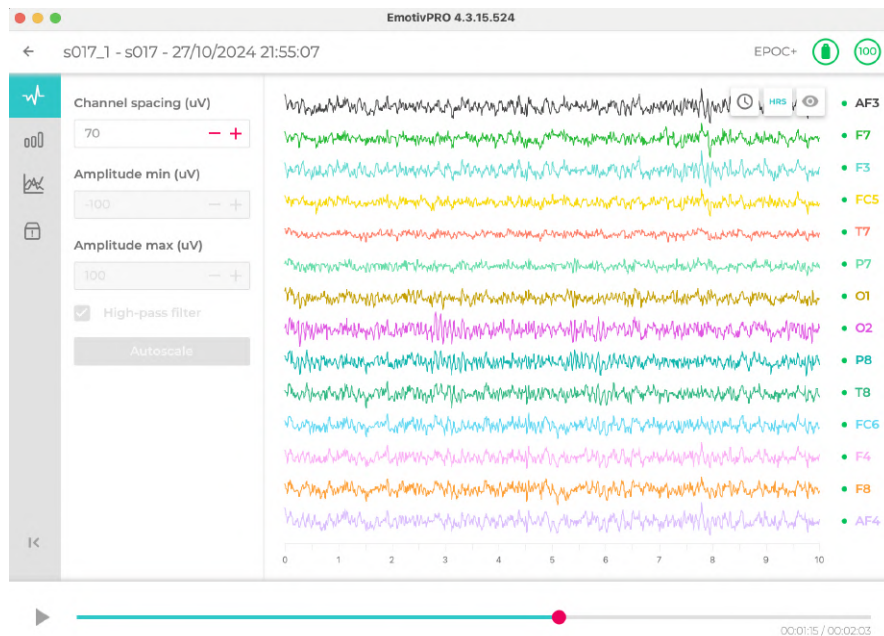 EmotivPRO 4.3.15.524
s017_1 - s017 - 27/10/2024 21:55:07
EPOC+
100
Channel spacing (uV)
70
Amplitude min (uV)
-100
Amplitude max (uV)
100
High-pass filter
Autoscale
HRS
AF3
F7
F3
FC5
T7
P7
O1
O2
P8
T8
FC6
F4
F8
AF4
0 1 2 3 4 5 6 7 8 9 10
00:01:15 / 00:02:03